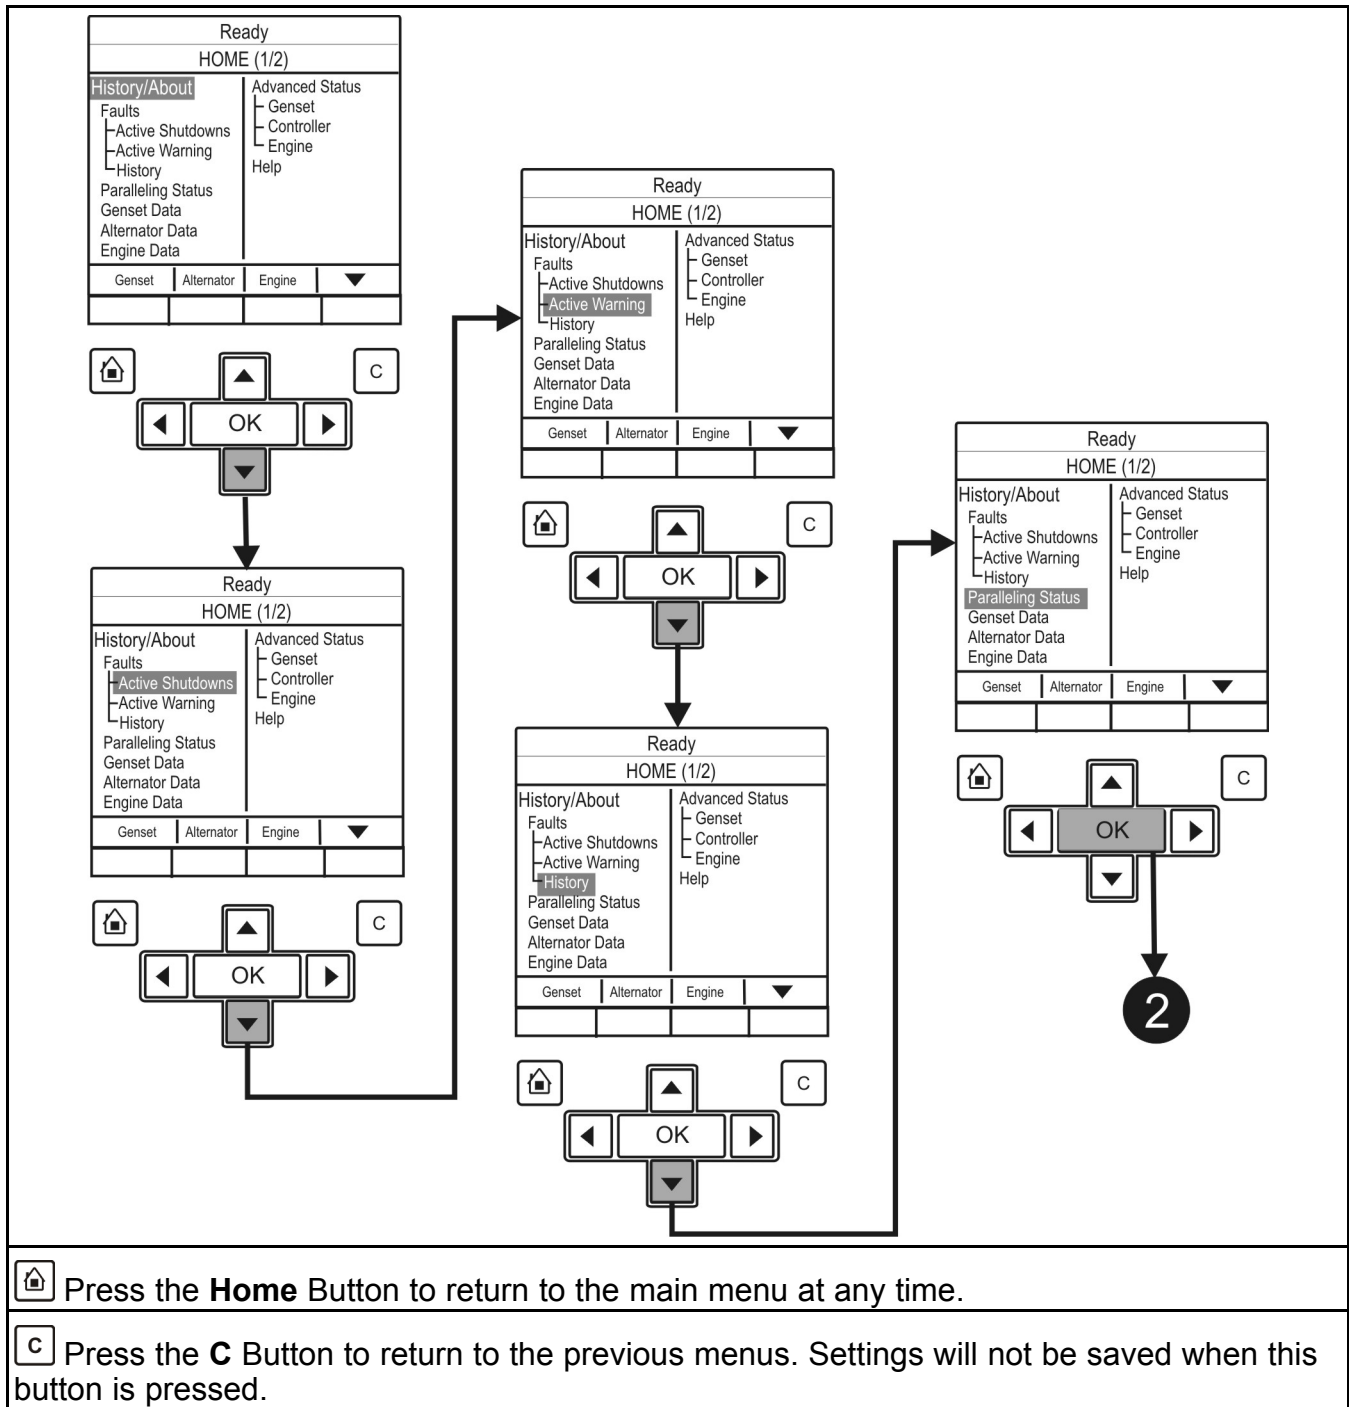 Ready
HOME (1/2)
History/About
Faults
Active Shutdowns
Active Warning
History
Paralleling Status
Genset Data
Alternator Data
Engine Data
Advanced Status
Genset
Controller
Engine
Help
Genset Alternator Engine
C
OK
Ready
HOME (1/2)
History/About
Faults
Active Shutdowns
Active Warning
History
Paralleling Status
Genset Data
Alternator Data
Engine Data
Advanced Status
Genset
Controller
Engine
Help
Genset Alternator Engine
C
OK
Ready
HOME (1/2)
History/About
Faults
Active Shutdowns
Active Warning
History
Paralleling Status
Genset Data
Alternator Data
Engine Data
Advanced Status
Genset
Controller
Engine
Help
Genset Alternator Engine
C
OK
Ready
HOME (1/2)
History/About
Faults
Active Shutdowns
Active Warning
History
Paralleling Status
Genset Data
Alternator Data
Engine Data
Advanced Status
Genset
Controller
Engine
Help
Genset Alternator Engine
C
OK
Ready
HOME (1/2)
History/About
Faults
Active Shutdowns
Active Warning
History
Paralleling Status
Genset Data
Alternator Data
Engine Data
Advanced Status
Genset
Controller
Engine
Help
Genset Alternator Engine
C
OK
2
Press the Home Button to return to the main menu at any time.
C Press the C Button to return to the previous menus. Settings will not be saved when this
button is pressed.